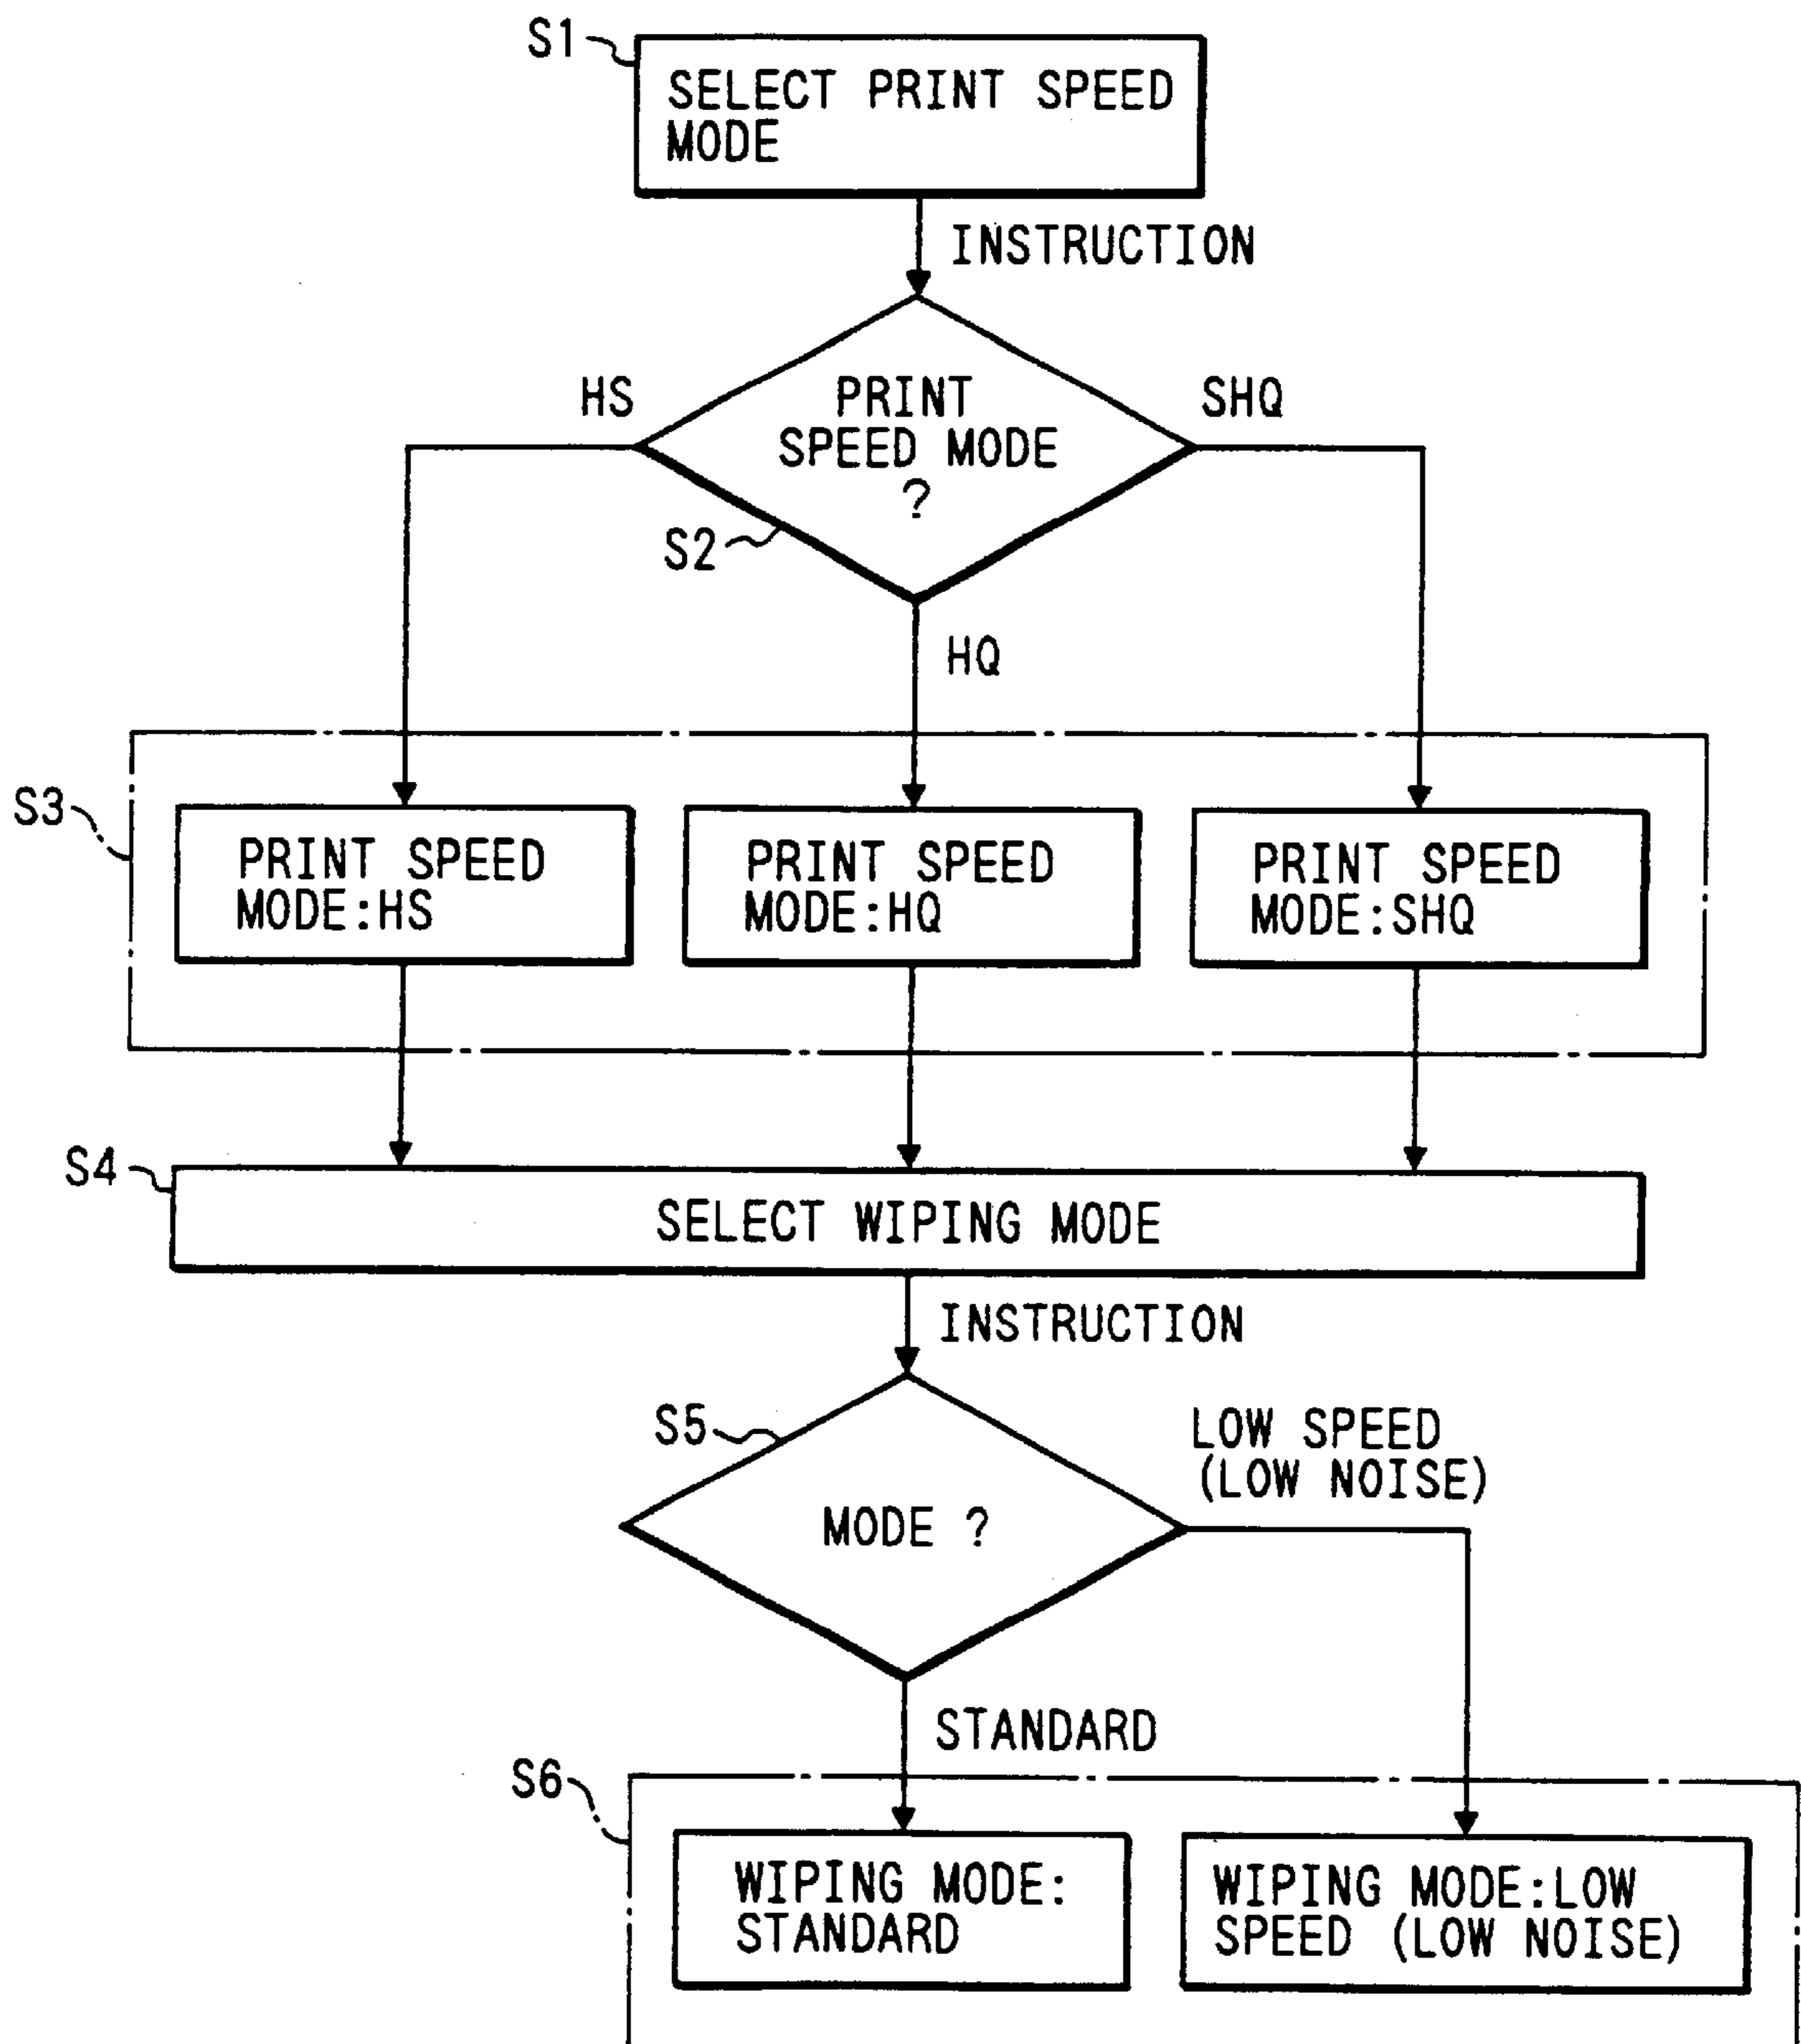 S1
SELECT PRINT SPEED
MODE
INSTRUCTION
HS
PRINT
SPEED MODE
?
SHQ
S2
HQ
S3
PRINT SPEED
MODE:HS
PRINT SPEED
MODE:HQ
PRINT SPEED
MODE:SHQ
S4
SELECT WIPING MODE
INSTRUCTION
S5
LOW SPEED
(LOW NOISE)
MODE ?
STANDARD
S6
WIPING MODE:
STANDARD
WIPING MODE:LOW
SPEED (LOW NOISE)